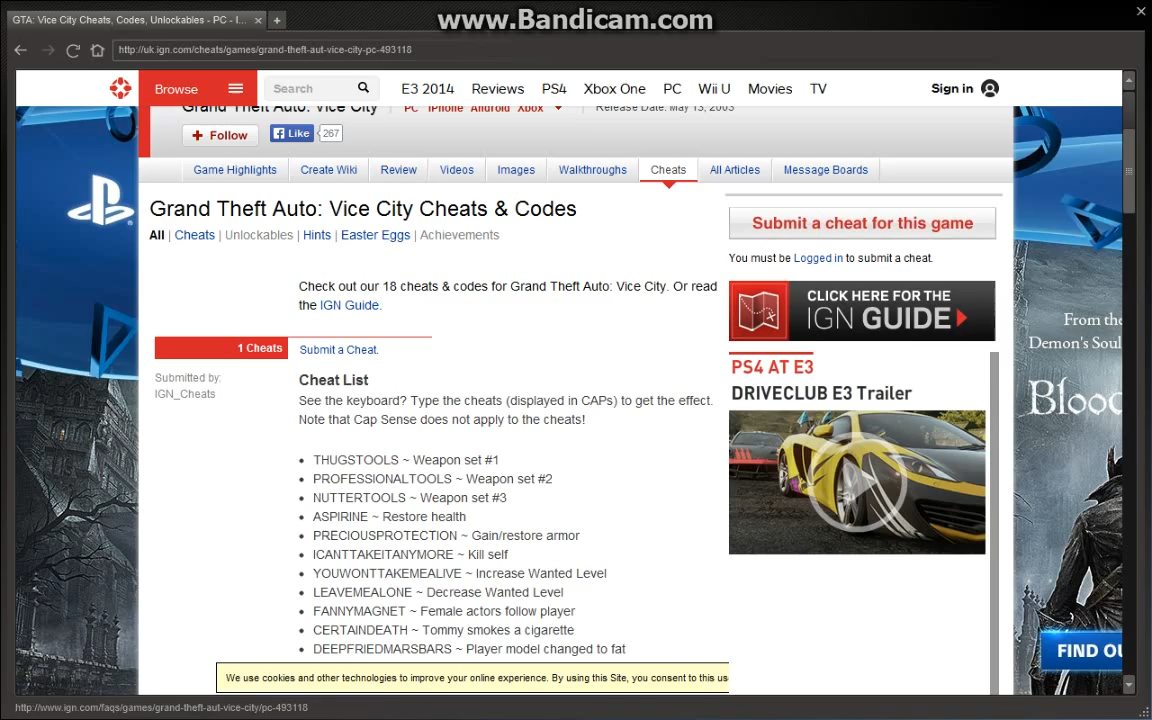 www.Bandicam.com
GTA: Vice City Cheats, Codes, Unlockables - PC - I...
http://uk.ign.com/cheats/games/grand-theft-aut-vice-city-pc-493118
Browse
Search
E3 2014 Reviews PS4 Xbox One PC Wii U Movies TV
Sign in
Grand Theft Auto: Vice City
PC iPhone Android Xbox
Release Date: May 13, 2003
+ Follow
Like 267
Game Highlights Create Wiki Review Videos Images Walkthroughs Cheats All Articles Message Boards
Grand Theft Auto: Vice City Cheats & Codes
All | Cheats | Unlockables | Hints | Easter Eggs | Achievements
Submit a cheat for this game
You must be Logged in to submit a cheat.
Check out our 18 cheats & codes for Grand Theft Auto: Vice City. Or read
the IGN Guide.
CLICK HERE FOR THE
IGN GUIDE
1 Cheats
Submit a Cheat.
Submitted by:
IGN_Cheats
Cheat List
See the keyboard? Type the cheats (displayed in CAPs) to get the effect.
Note that Cap Sense does not apply to the cheats!
• THUGSTOOLS ~ Weapon set #1
• PROFESSIONALTOOLS ~ Weapon set #2
• NUTTERTOOLS ~ Weapon set #3
• ASPIRINE ~ Restore health
• PRECIOUSPROTECTION ~ Gain/restore armor
• ICANTTAKEITANYMORE ~ Kill self
• YOUWONTTAKEMEALIVE ~ Increase Wanted Level
• LEAVEMEALONE ~ Decrease Wanted Level
• FANNYMAGNET ~ Female actors follow player
• CERTAINDEATH ~ Tommy smokes a cigarette
• DEEPFRIEDMARSBARS ~ Player model changed to fat
PS4 AT E3
DRIVECLUB E3 Trailer
From the
Demon's Soul
Blood
FIND OU
We use cookies and other technologies to improve your online experience. By using this Site, you consent to this us
http://www.ign.com/faqs/games/grand-theft-aut-vice-city/pc-493118